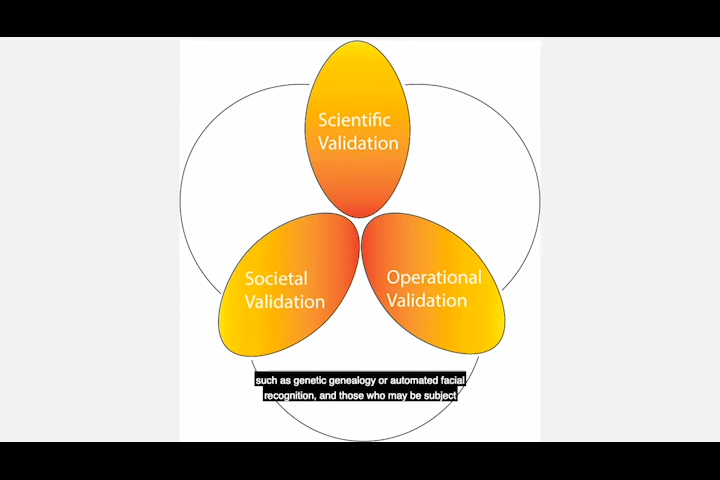 Scientific
Validation
Societal
Validation
Operational
Validation
such as genetic genealogy or automated facial
recognition, and those who may be subject